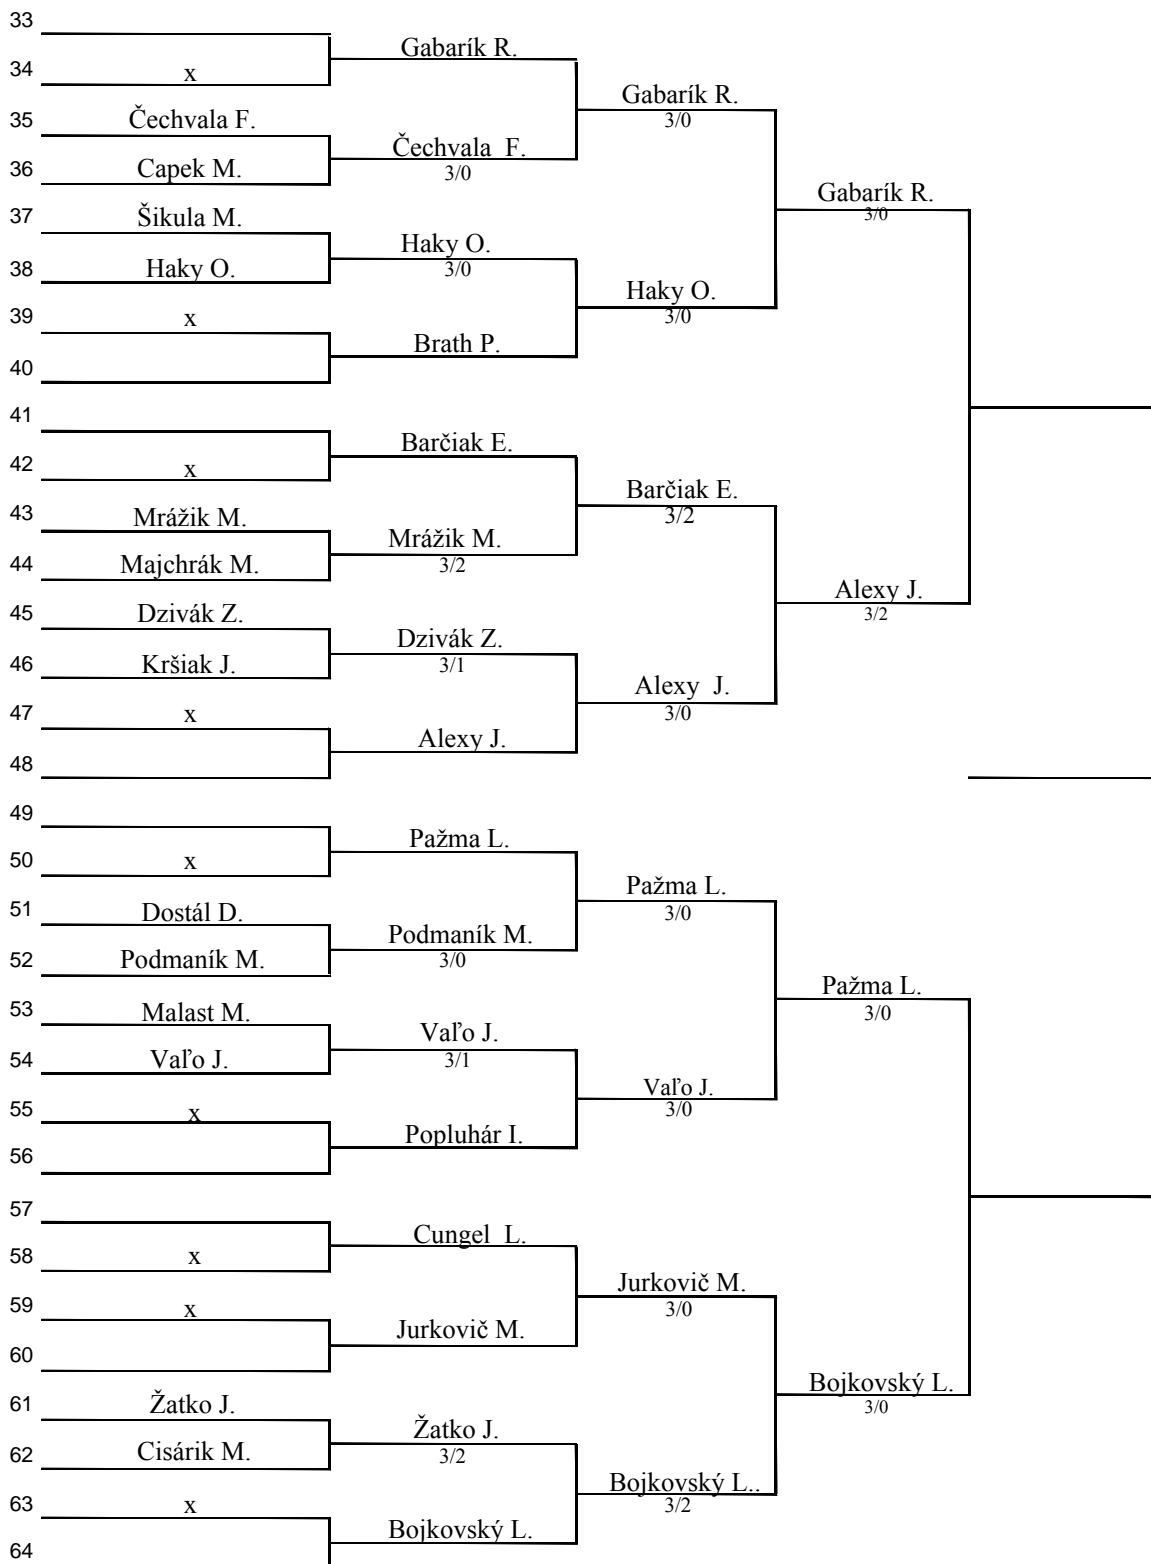 33
34 x
Gabarík R.
35 Čechvala F.
Gabarík R.
3/0
36 Capek M.
Čechvala F.
3/0
37 Šikula M.
Gabarík R.
3/0
38 Haky O.
Haky O.
3/0
39 x
Haky O.
3/0
40
Brath P.
41
42 x
Barčiak E.
43 Mrážik M.
Barčiak E.
3/2
44 Majchrák M.
Mrážik M.
3/2
45 Dzivák Z.
Alexy J.
3/2
46 Kršiak J.
Dzivák Z.
3/1
47 x
Alexy J.
3/0
48
Alexy J.
49
50 x
Pažma L.
51 Dostál D.
Pažma L.
3/0
52 Podmaník M.
Podmaník M.
3/0
53 Malast M.
Pažma L.
3/0
54 Vaľo J.
Vaľo J.
3/1
55 x
Vaľo J.
3/0
56
Popluhár I.
57
58 x
Cungel L.
59 x
Jurkovič M.
3/0
60
Jurkovič M.
61 Žatko J.
Bojkovský L.
3/0
62 Cisárik M.
Žatko J.
3/2
63 x
Bojkovský L..
3/2
64
Bojkovský L.